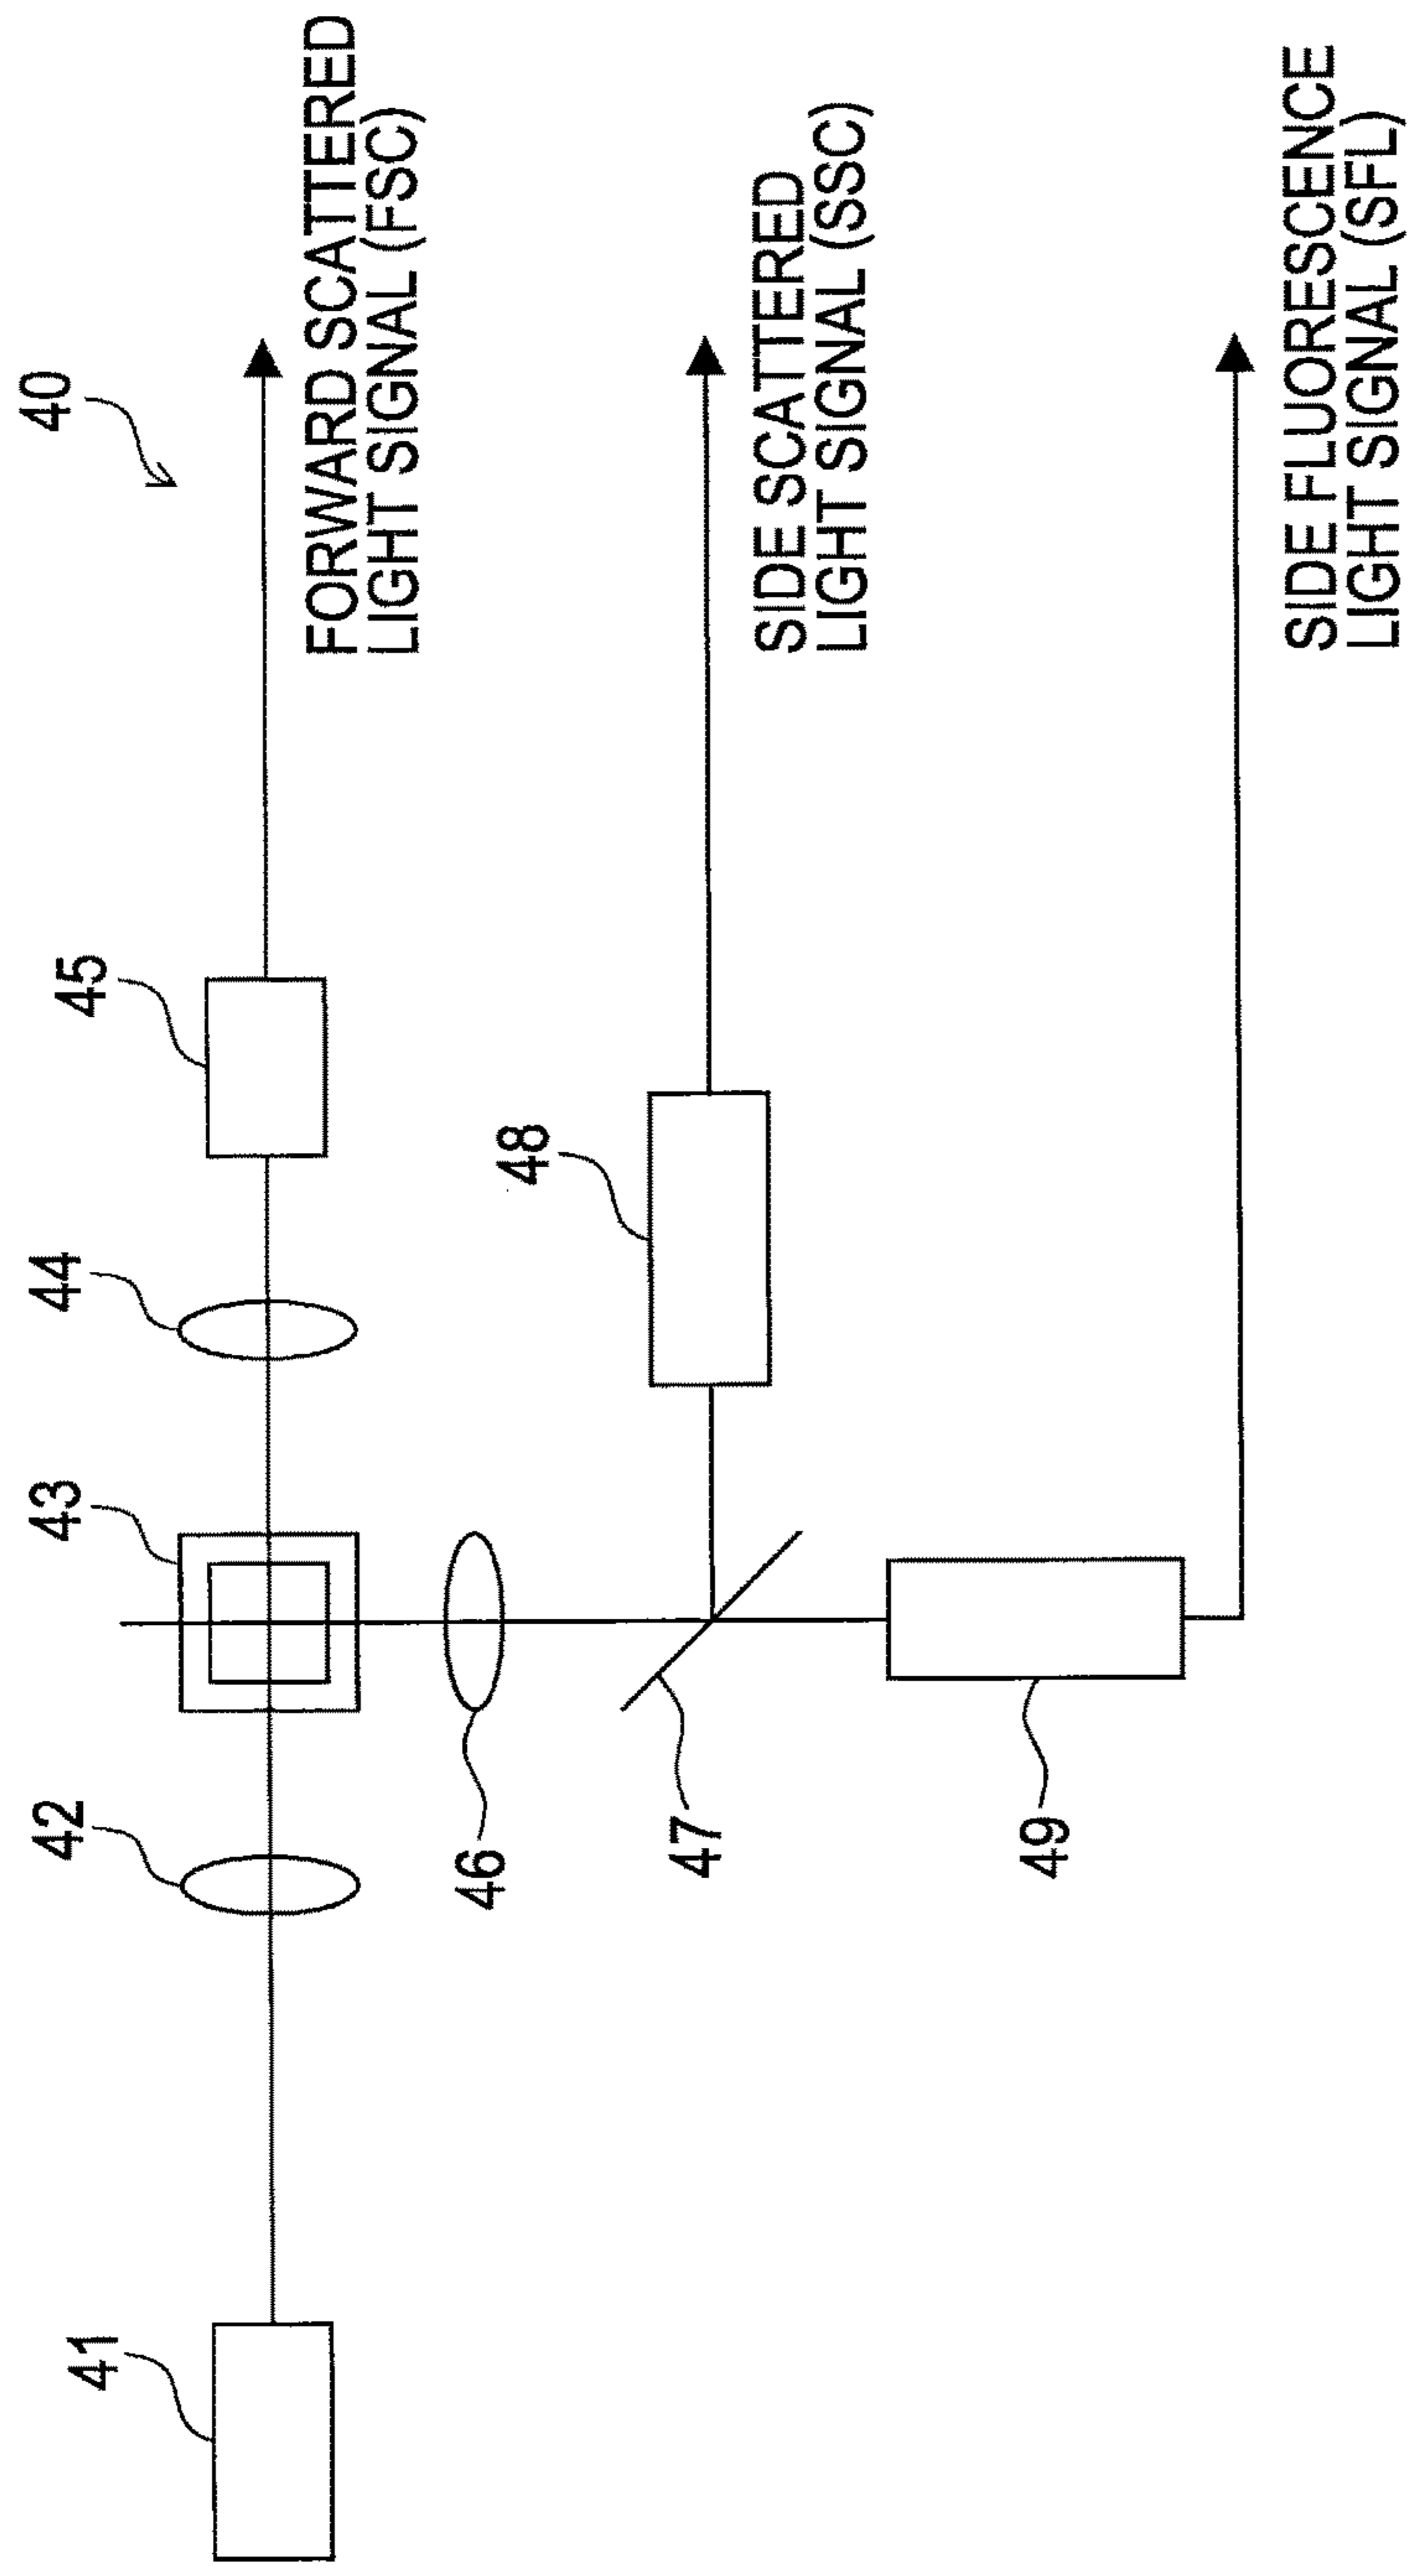 40
41
42
43
44
45
FORWARD SCATTERED
LIGHT SIGNAL (FSC)
46
47
48
SIDE SCATTERED
LIGHT SIGNAL (SSC)
49
SIDE FLUORESCENCE
LIGHT SIGNAL (SFL)